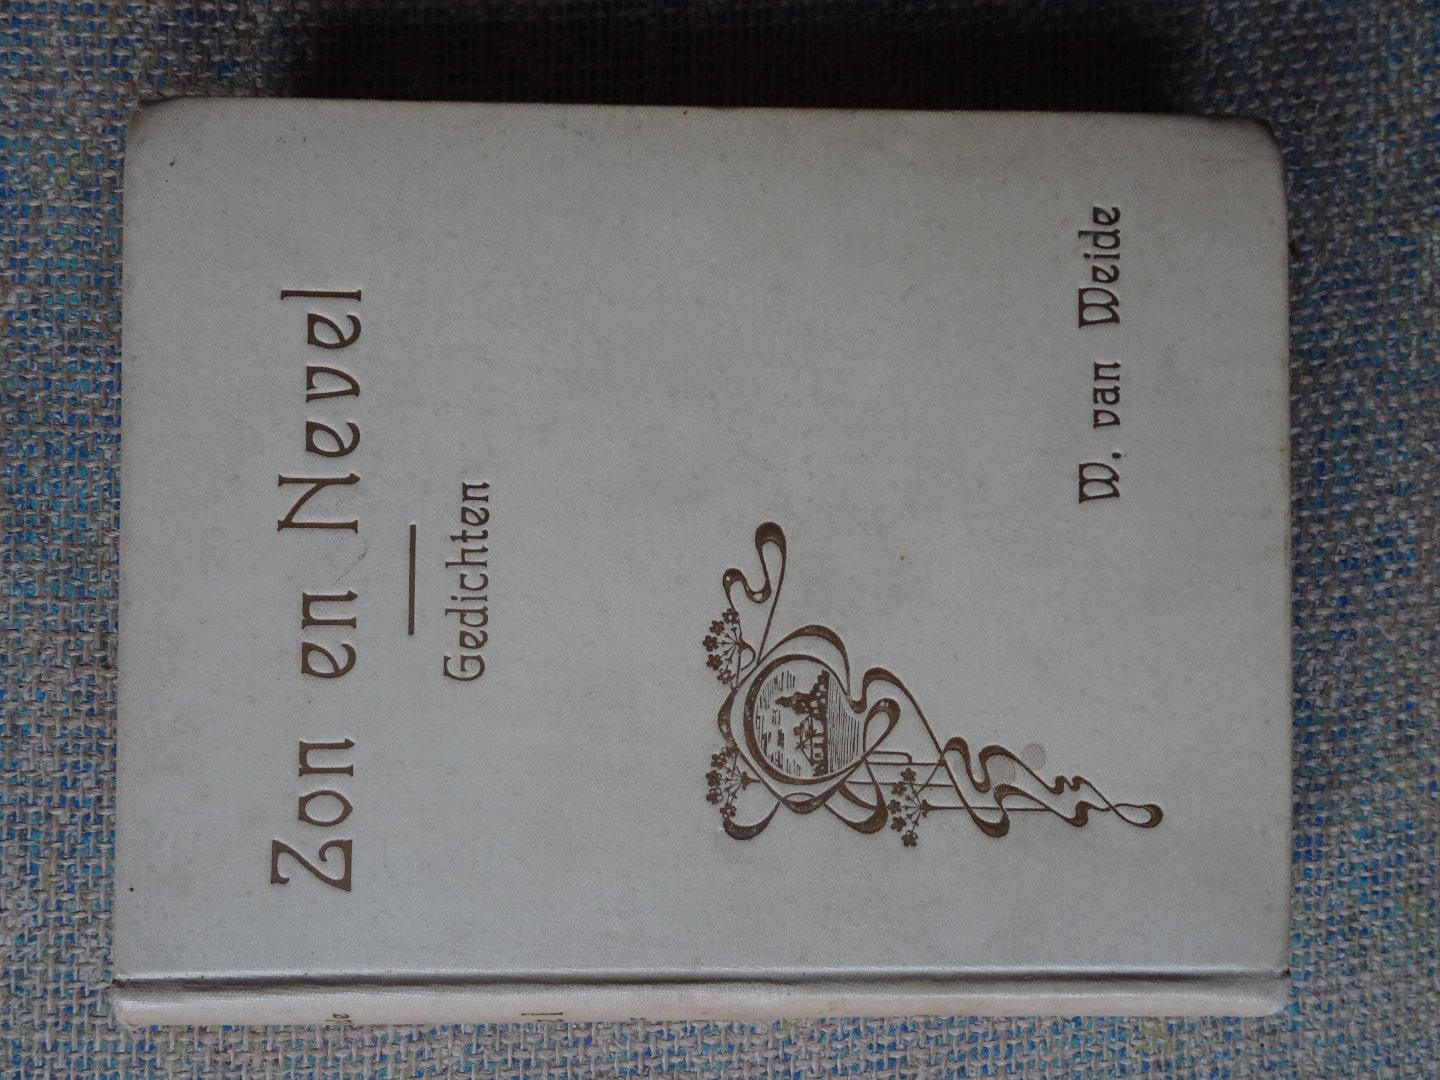 Zon en Nevel
Gedichten
W. van Weide